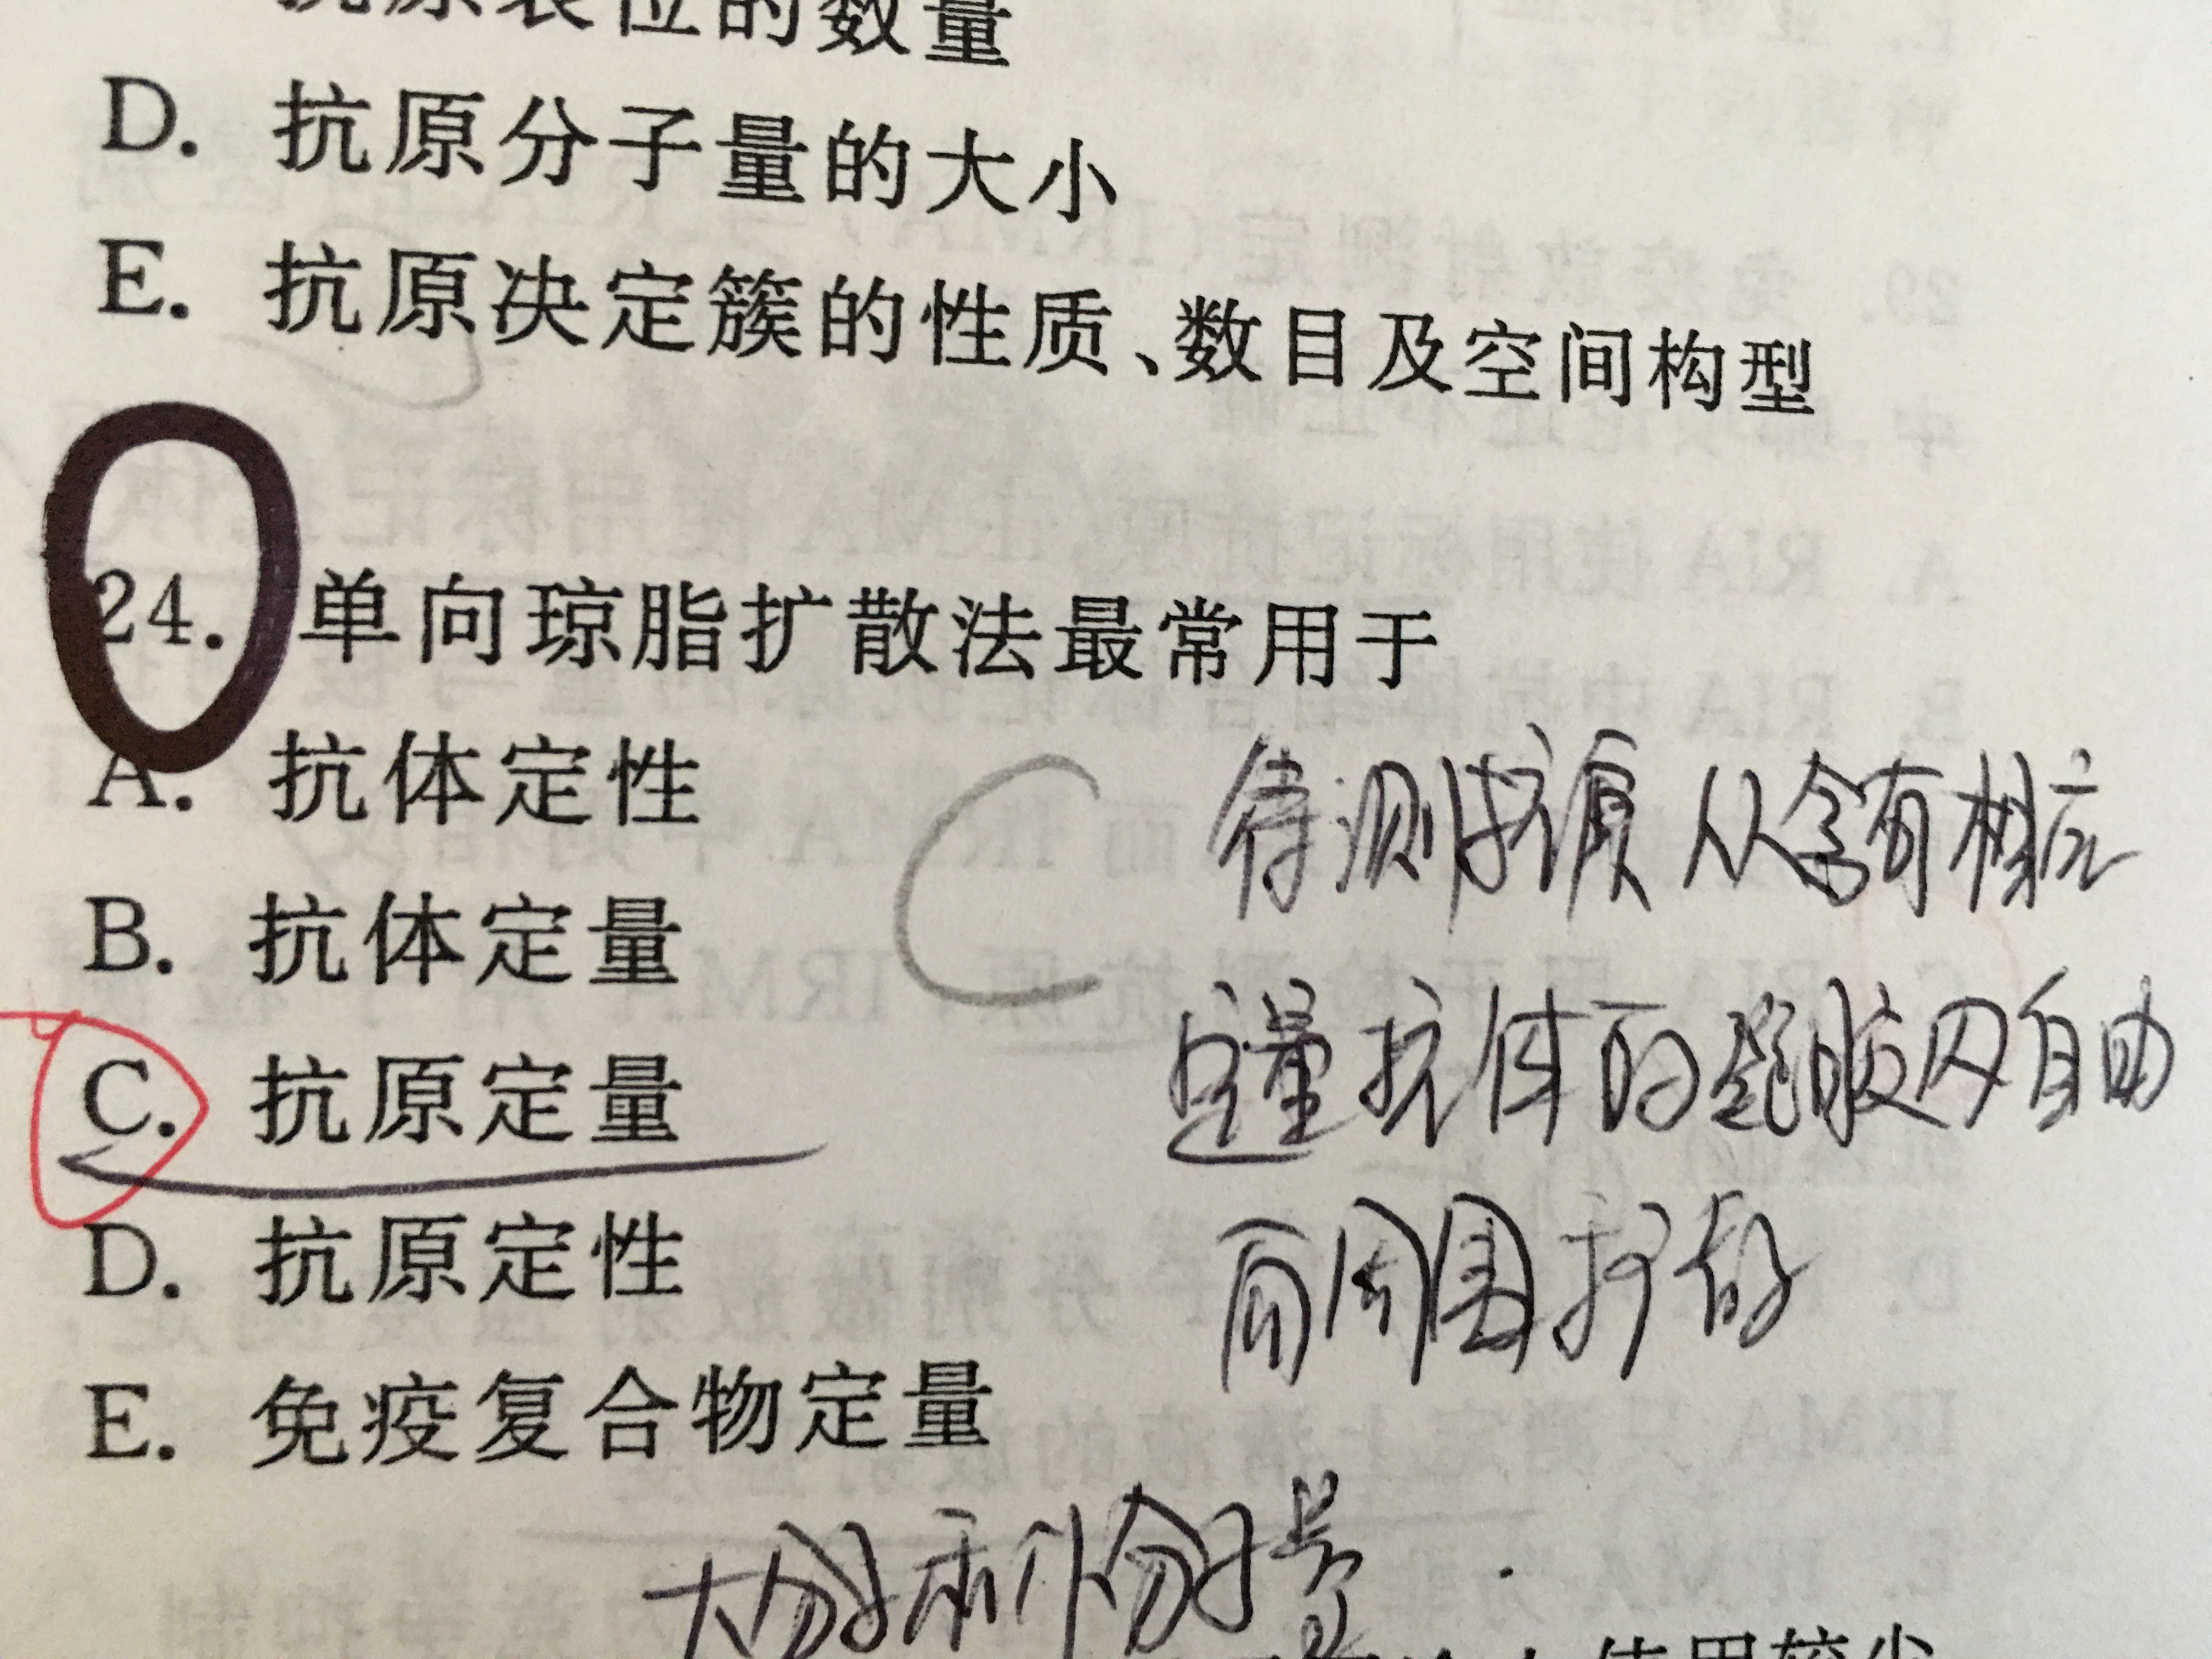 抗原表位的数量
D. 抗原分子量的大小
E. 抗原决定簇的性质、数目及空间构型
24. 单向琼脂扩散法最常用于
A. 抗体定性
B. 抗体定量
C. 抗原定量
D. 抗原定性
E. 免疫复合物定量
C
待测抗原从含有相应
定量抗体的凝胶内自由
向周围扩散
大分子和小分子量
使用较少